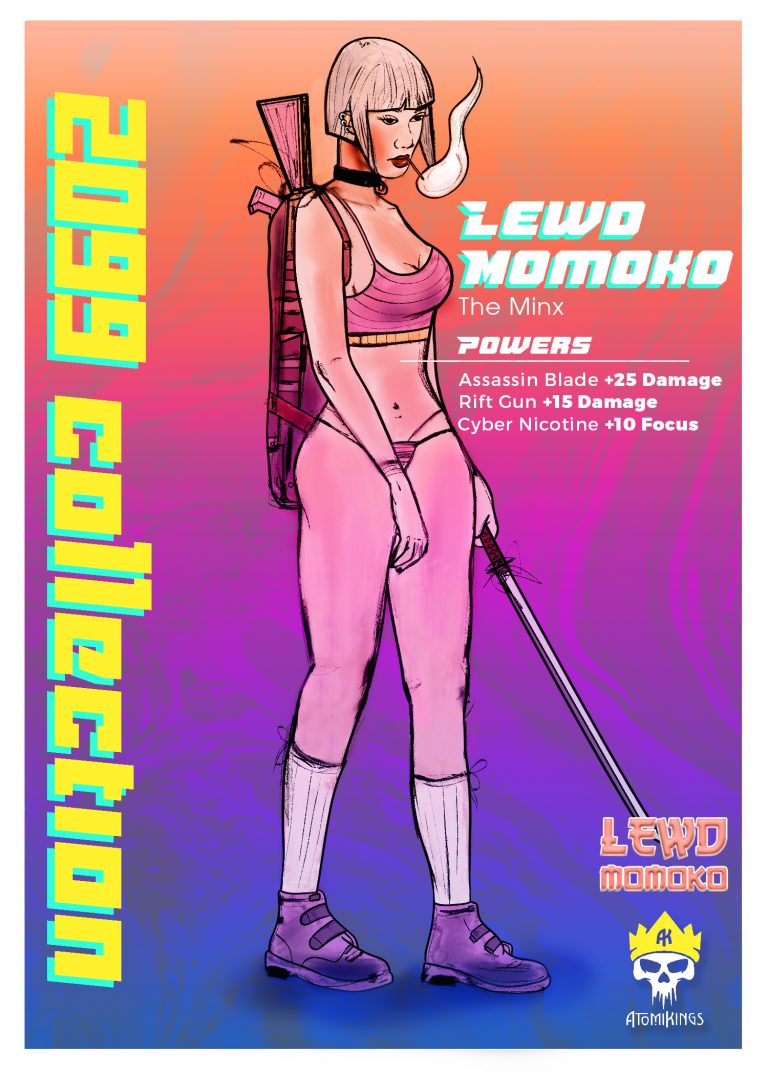 2099 collection
LEWD
MOMOKO
The Minx
POWERS
Assassin Blade +25 Damage
Rift Gun +15 Damage
Cyber Nicotine +10 Focus
LEWD
MOMOKO
AK
ATOMIKINGS